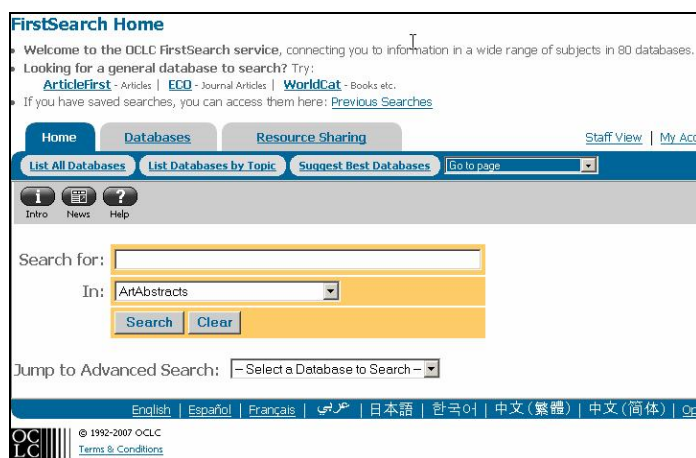 FirstSearch Home
Welcome to the OCLC FirstSearch service, connecting you to information in a wide range of subjects in 80 databases.
Looking for a general database to search? Try:
ArticleFirst - Articles | ECO - Journal Articles | WorldCat - Books etc.
If you have saved searches, you can access them here: Previous Searches
Home Databases Resource Sharing Staff View | My Acc
List All Databases List Databases by Topic Suggest Best Databases Go to page
Intro News Help
Search for:
In: ArtAbstracts
Search Clear
Jump to Advanced Search: – Select a Database to Search –
English | Español | Français | عربي | 日本語 | 한국어 | 中文(繁體) | 中文(简体) | Op
OCLC © 1992-2007 OCLC
Terms & Conditions